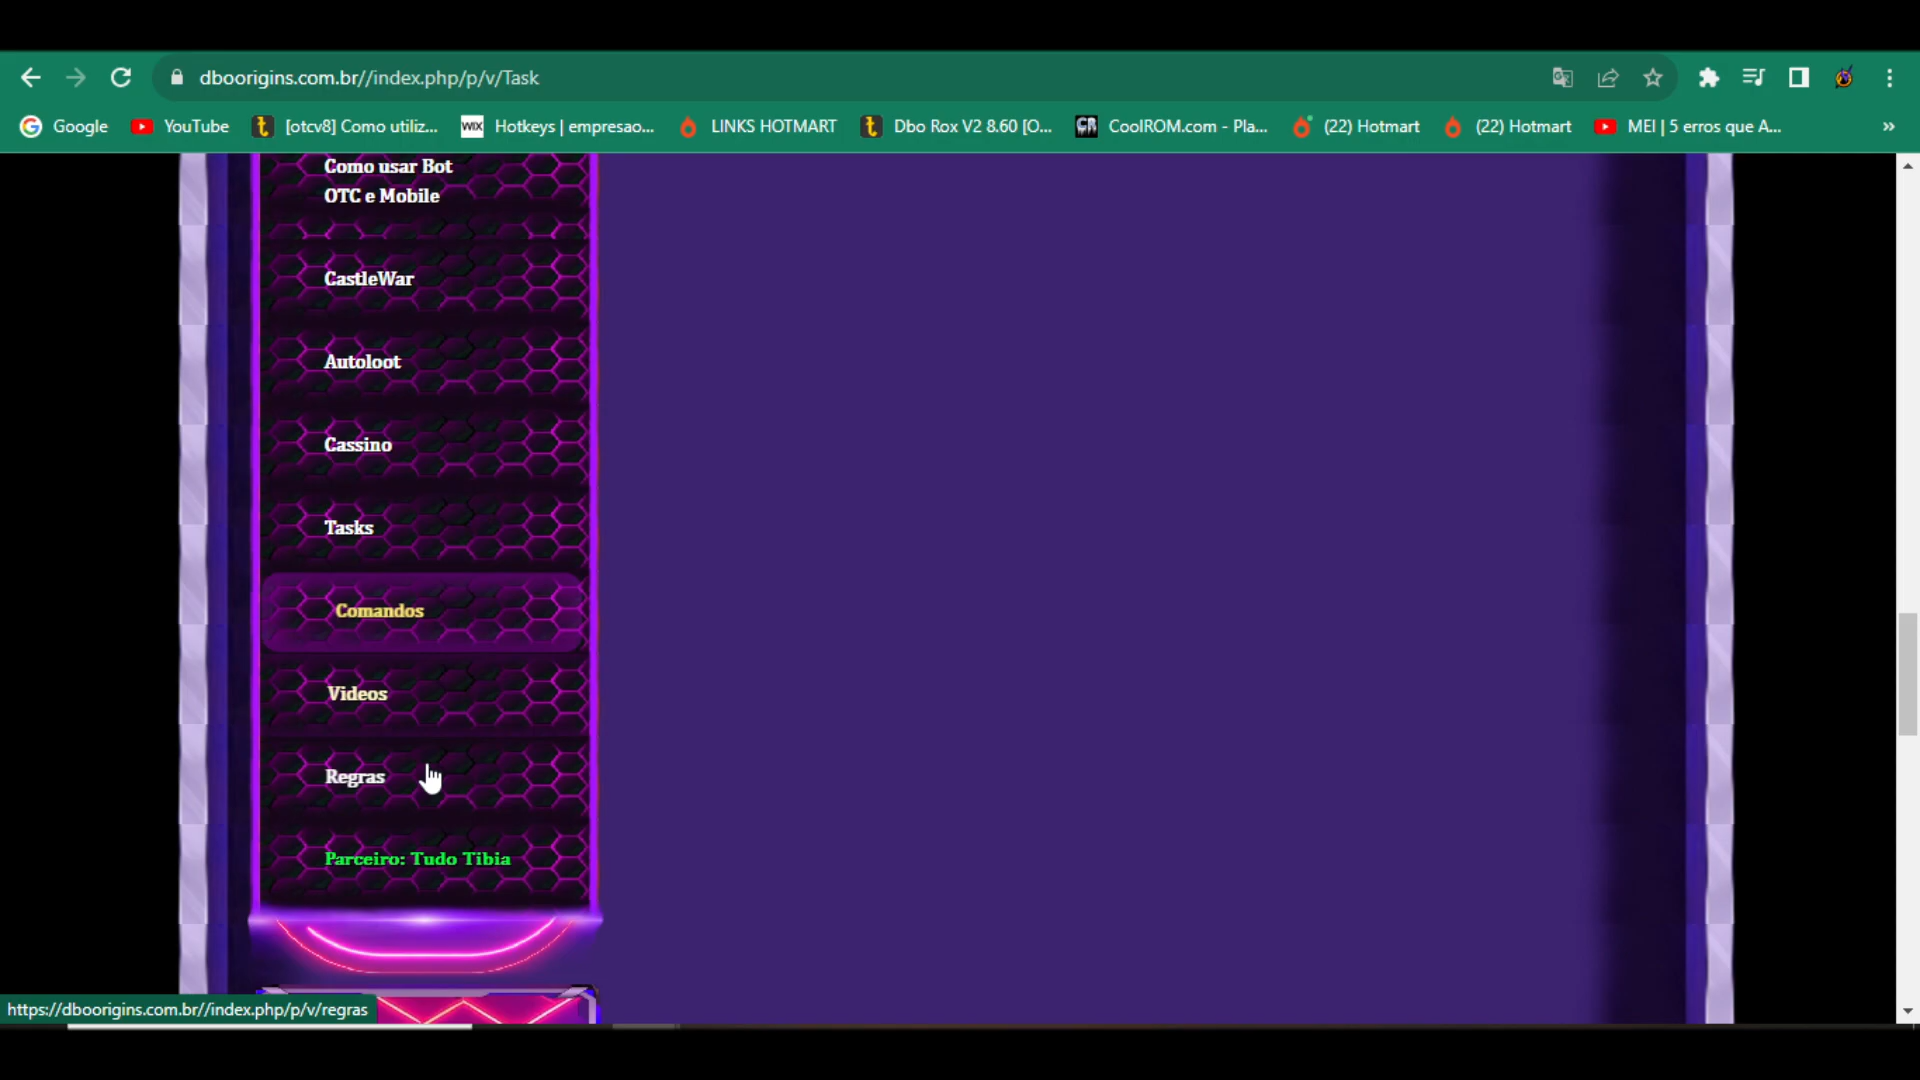 dboorigins.com.br//index.php/p/v/Task
Google
YouTube
[otcv8] Como utiliz...
WIX
Hotkeys | empresao...
LINKS HOTMART
Dbo Rox V2 8.60 [O...
CR
CoolROM.com - Pla...
(22) Hotmart
(22) Hotmart
MEI | 5 erros que A...
»
Como usar Bot
OTC e Mobile
CastleWar
Autoloot
Cassino
Tasks
Comandos
Videos
Regras
Parceiro: Tudo Tibia
https://dboorigins.com.br//index.php/p/v/regras